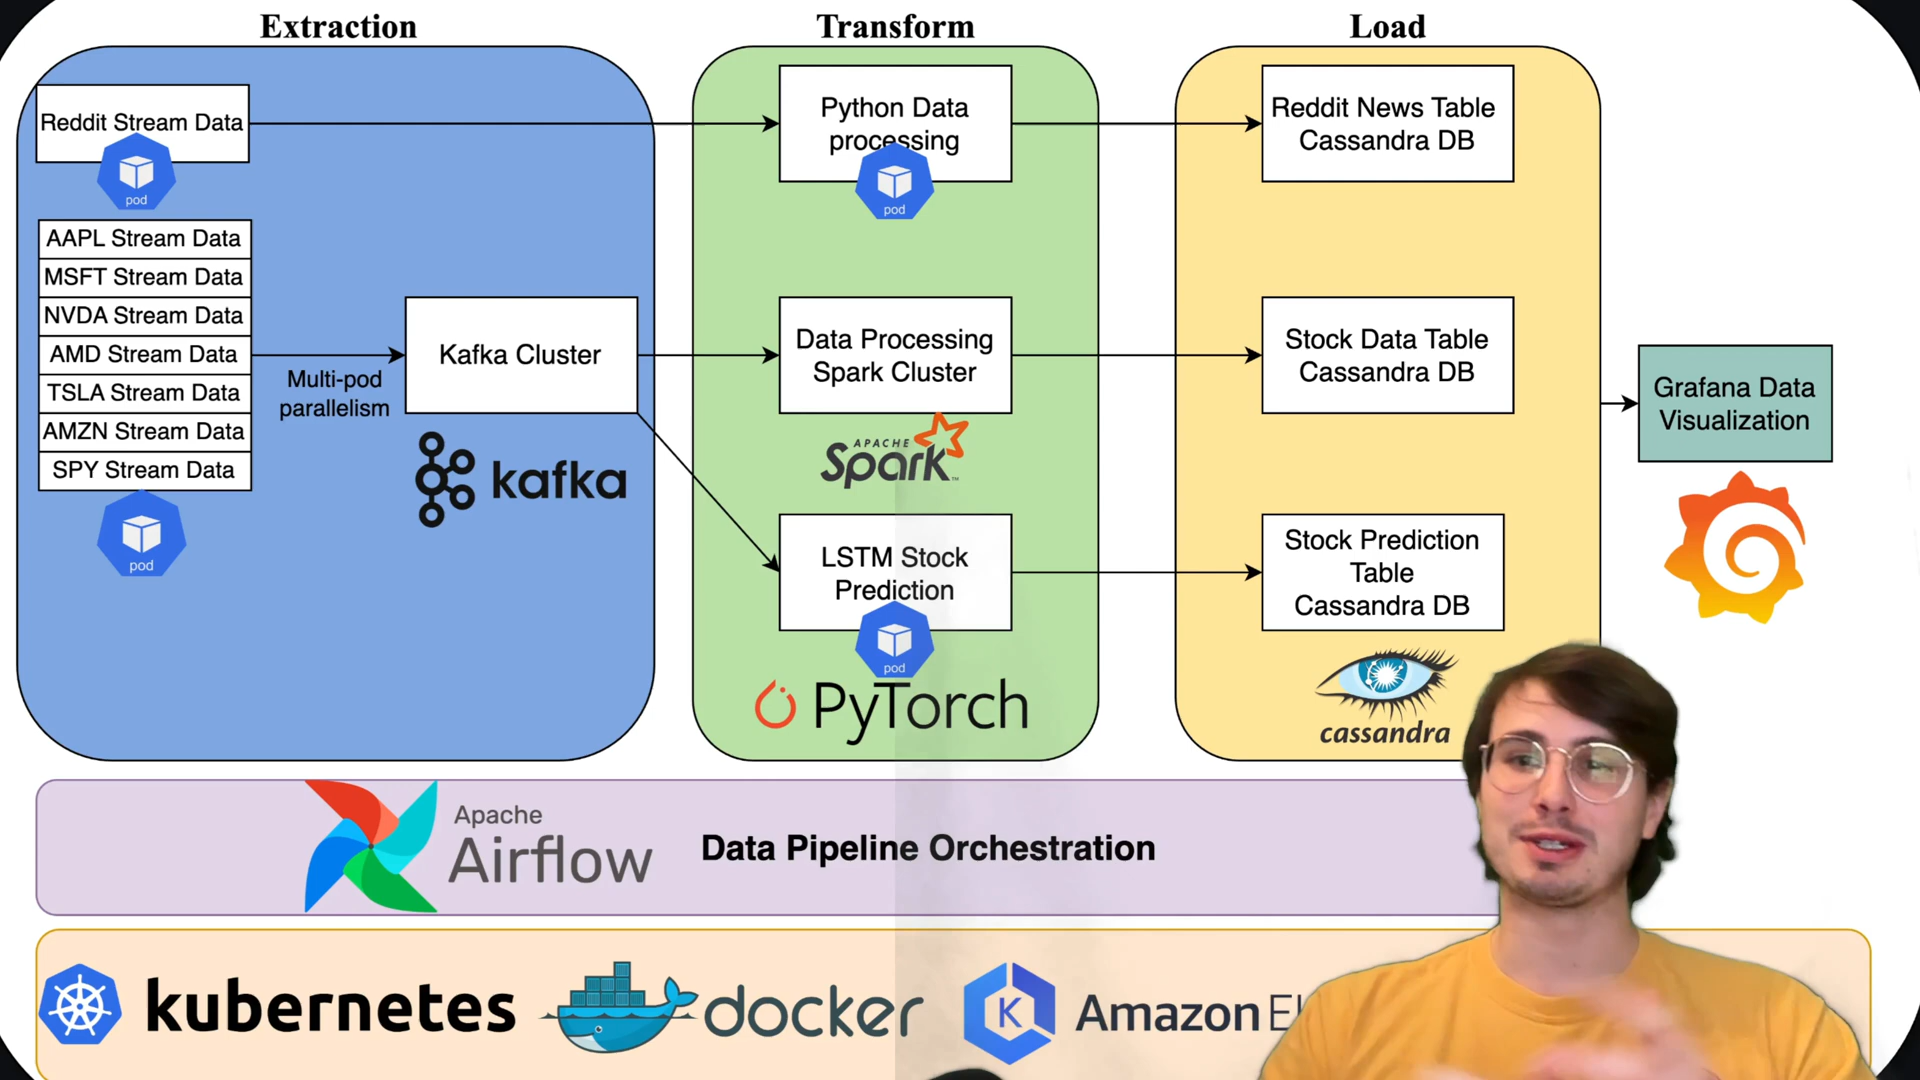 Extraction
Transform
Load
Reddit Stream Data
pod
AAPL Stream Data
MSFT Stream Data
NVDA Stream Data
AMD Stream Data
TSLA Stream Data
AMZN Stream Data
SPY Stream Data
pod
Multi-pod
parallelism
Kafka Cluster
kafka
Python Data
processing
pod
Data Processing
Spark Cluster
APACHE
Spark™
LSTM Stock
Prediction
pod
PyTorch
Reddit News Table
Cassandra DB
Stock Data Table
Cassandra DB
Stock Prediction
Table
Cassandra DB
cassandra
Grafana Data
Visualization
Apache
Airflow
Data Pipeline Orchestration
kubernetes
docker
K
Amazon